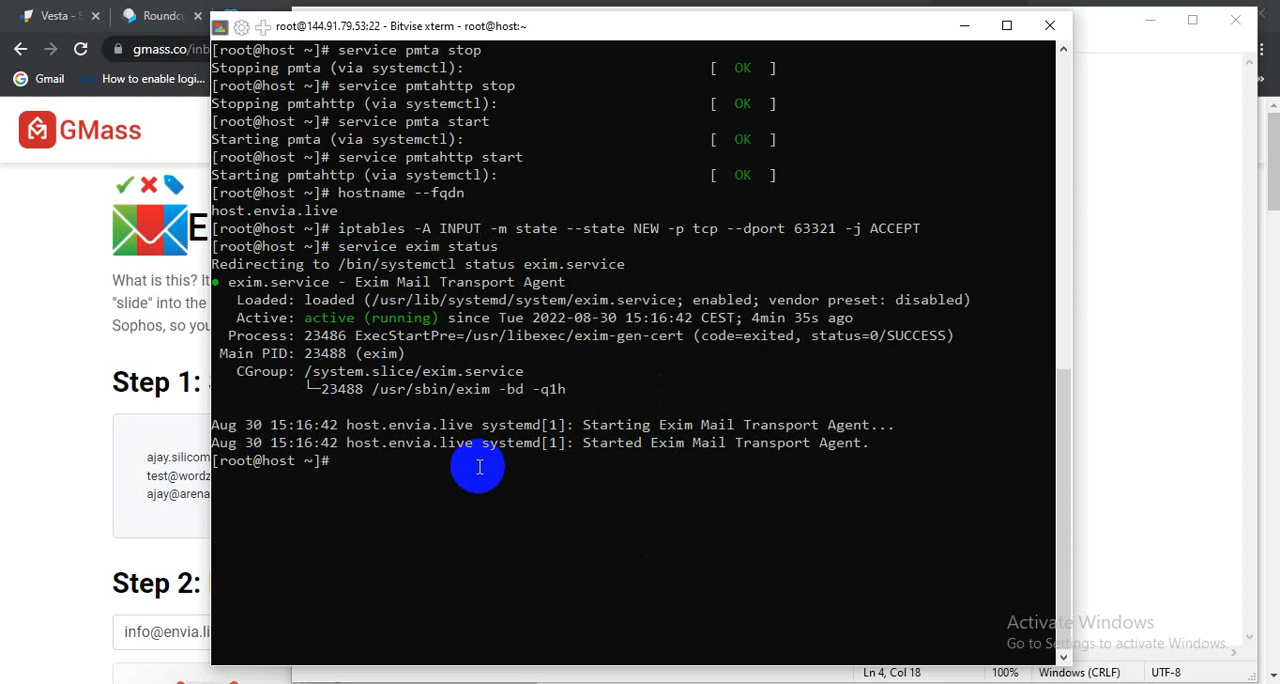 Vesta -
Roundcu
root@144.91.79.53:22 - Bitvise xterm - root@host:~
gmass.co/inb
Gmail
How to enable logi...
GMass
E
What is this? It
"slide" into the
Sophos, so you
Step 1:
ajay.silicom
test@wordz
ajay@arena
Step 2:
info@envia.li
[root@host ~]# service pmta stop
Stopping pmta (via systemctl): [ OK ]
[root@host ~]# service pmtahttp stop
Stopping pmtahttp (via systemctl): [ OK ]
[root@host ~]# service pmta start
Starting pmta (via systemctl): [ OK ]
[root@host ~]# service pmtahttp start
Starting pmtahttp (via systemctl): [ OK ]
[root@host ~]# hostname --fqdn
host.envia.live
[root@host ~]# iptables -A INPUT -m state --state NEW -p tcp --dport 63321 -j ACCEPT
[root@host ~]# service exim status
Redirecting to /bin/systemctl status exim.service
● exim.service - Exim Mail Transport Agent
Loaded: loaded (/usr/lib/systemd/system/exim.service; enabled; vendor preset: disabled)
Active: active (running) since Tue 2022-08-30 15:16:42 CEST; 4min 35s ago
Process: 23486 ExecStartPre=/usr/libexec/exim-gen-cert (code=exited, status=0/SUCCESS)
Main PID: 23488 (exim)
CGroup: /system.slice/exim.service
└─23488 /usr/sbin/exim -bd -q1h
Aug 30 15:16:42 host.envia.live systemd[1]: Starting Exim Mail Transport Agent...
Aug 30 15:16:42 host.envia.live systemd[1]: Started Exim Mail Transport Agent.
[root@host ~]#
Activate Windows
Go to Settings to activate Windows.
Ln 4, Col 18
100%
Windows (CRLF)
UTF-8